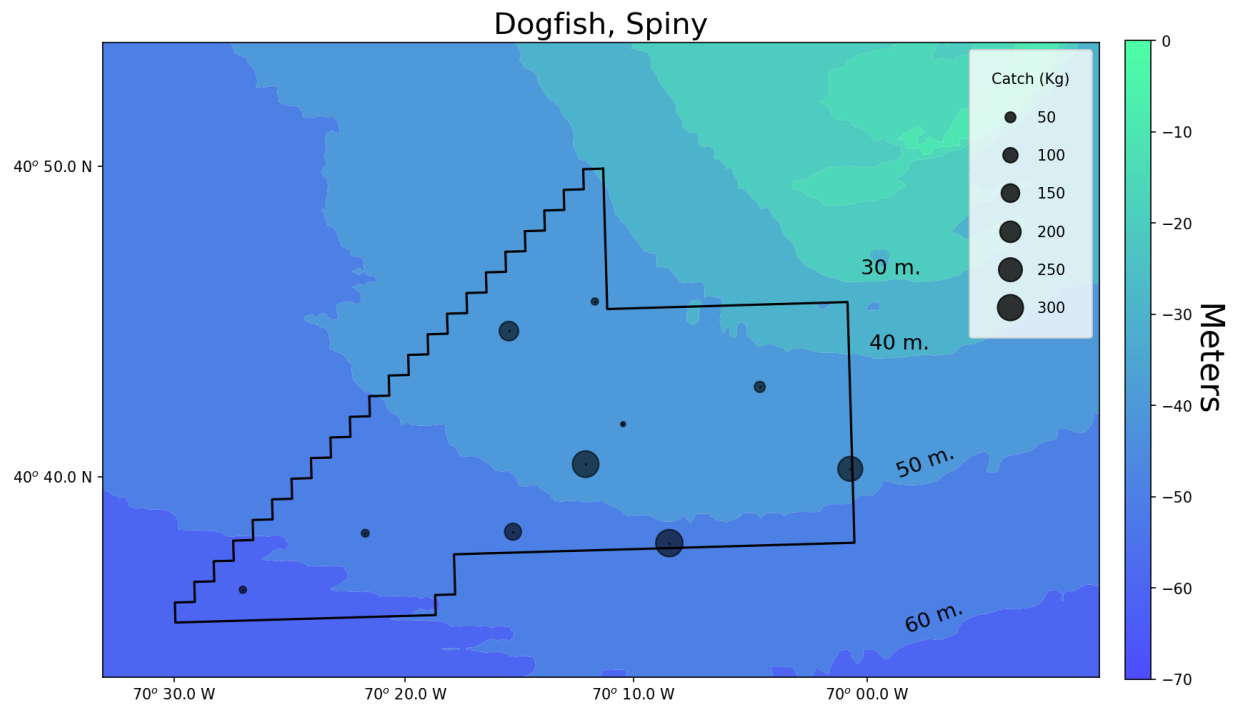 Dogfish, Spiny
Catch (Kg)
50
100
150
200
250
300
30 m.
40 m.
50 m.
60 m.
40° 50.0 N
40° 40.0 N
70° 30.0 W
70° 20.0 W
70° 10.0 W
70° 00.0 W
0
−10
−20
−30
−40
−50
−60
−70
Meters